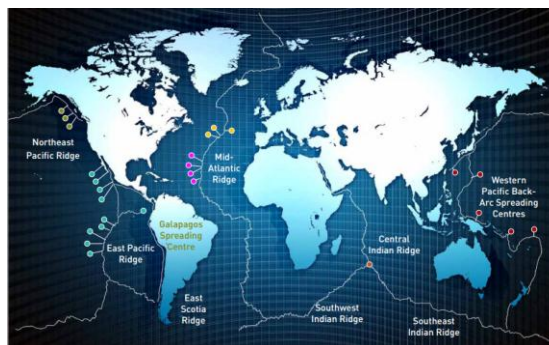 Northeast
Pacific Ridge
Mid-
Atlantic
Ridge
Western
Pacific Back-
Arc Spreading
Centres
Galapagos
Spreading
Centre
East Pacific
Ridge
Central
Indian Ridge
East
Scotia
Ridge
Southwest
Indian Ridge
Southeast
Indian Ridge